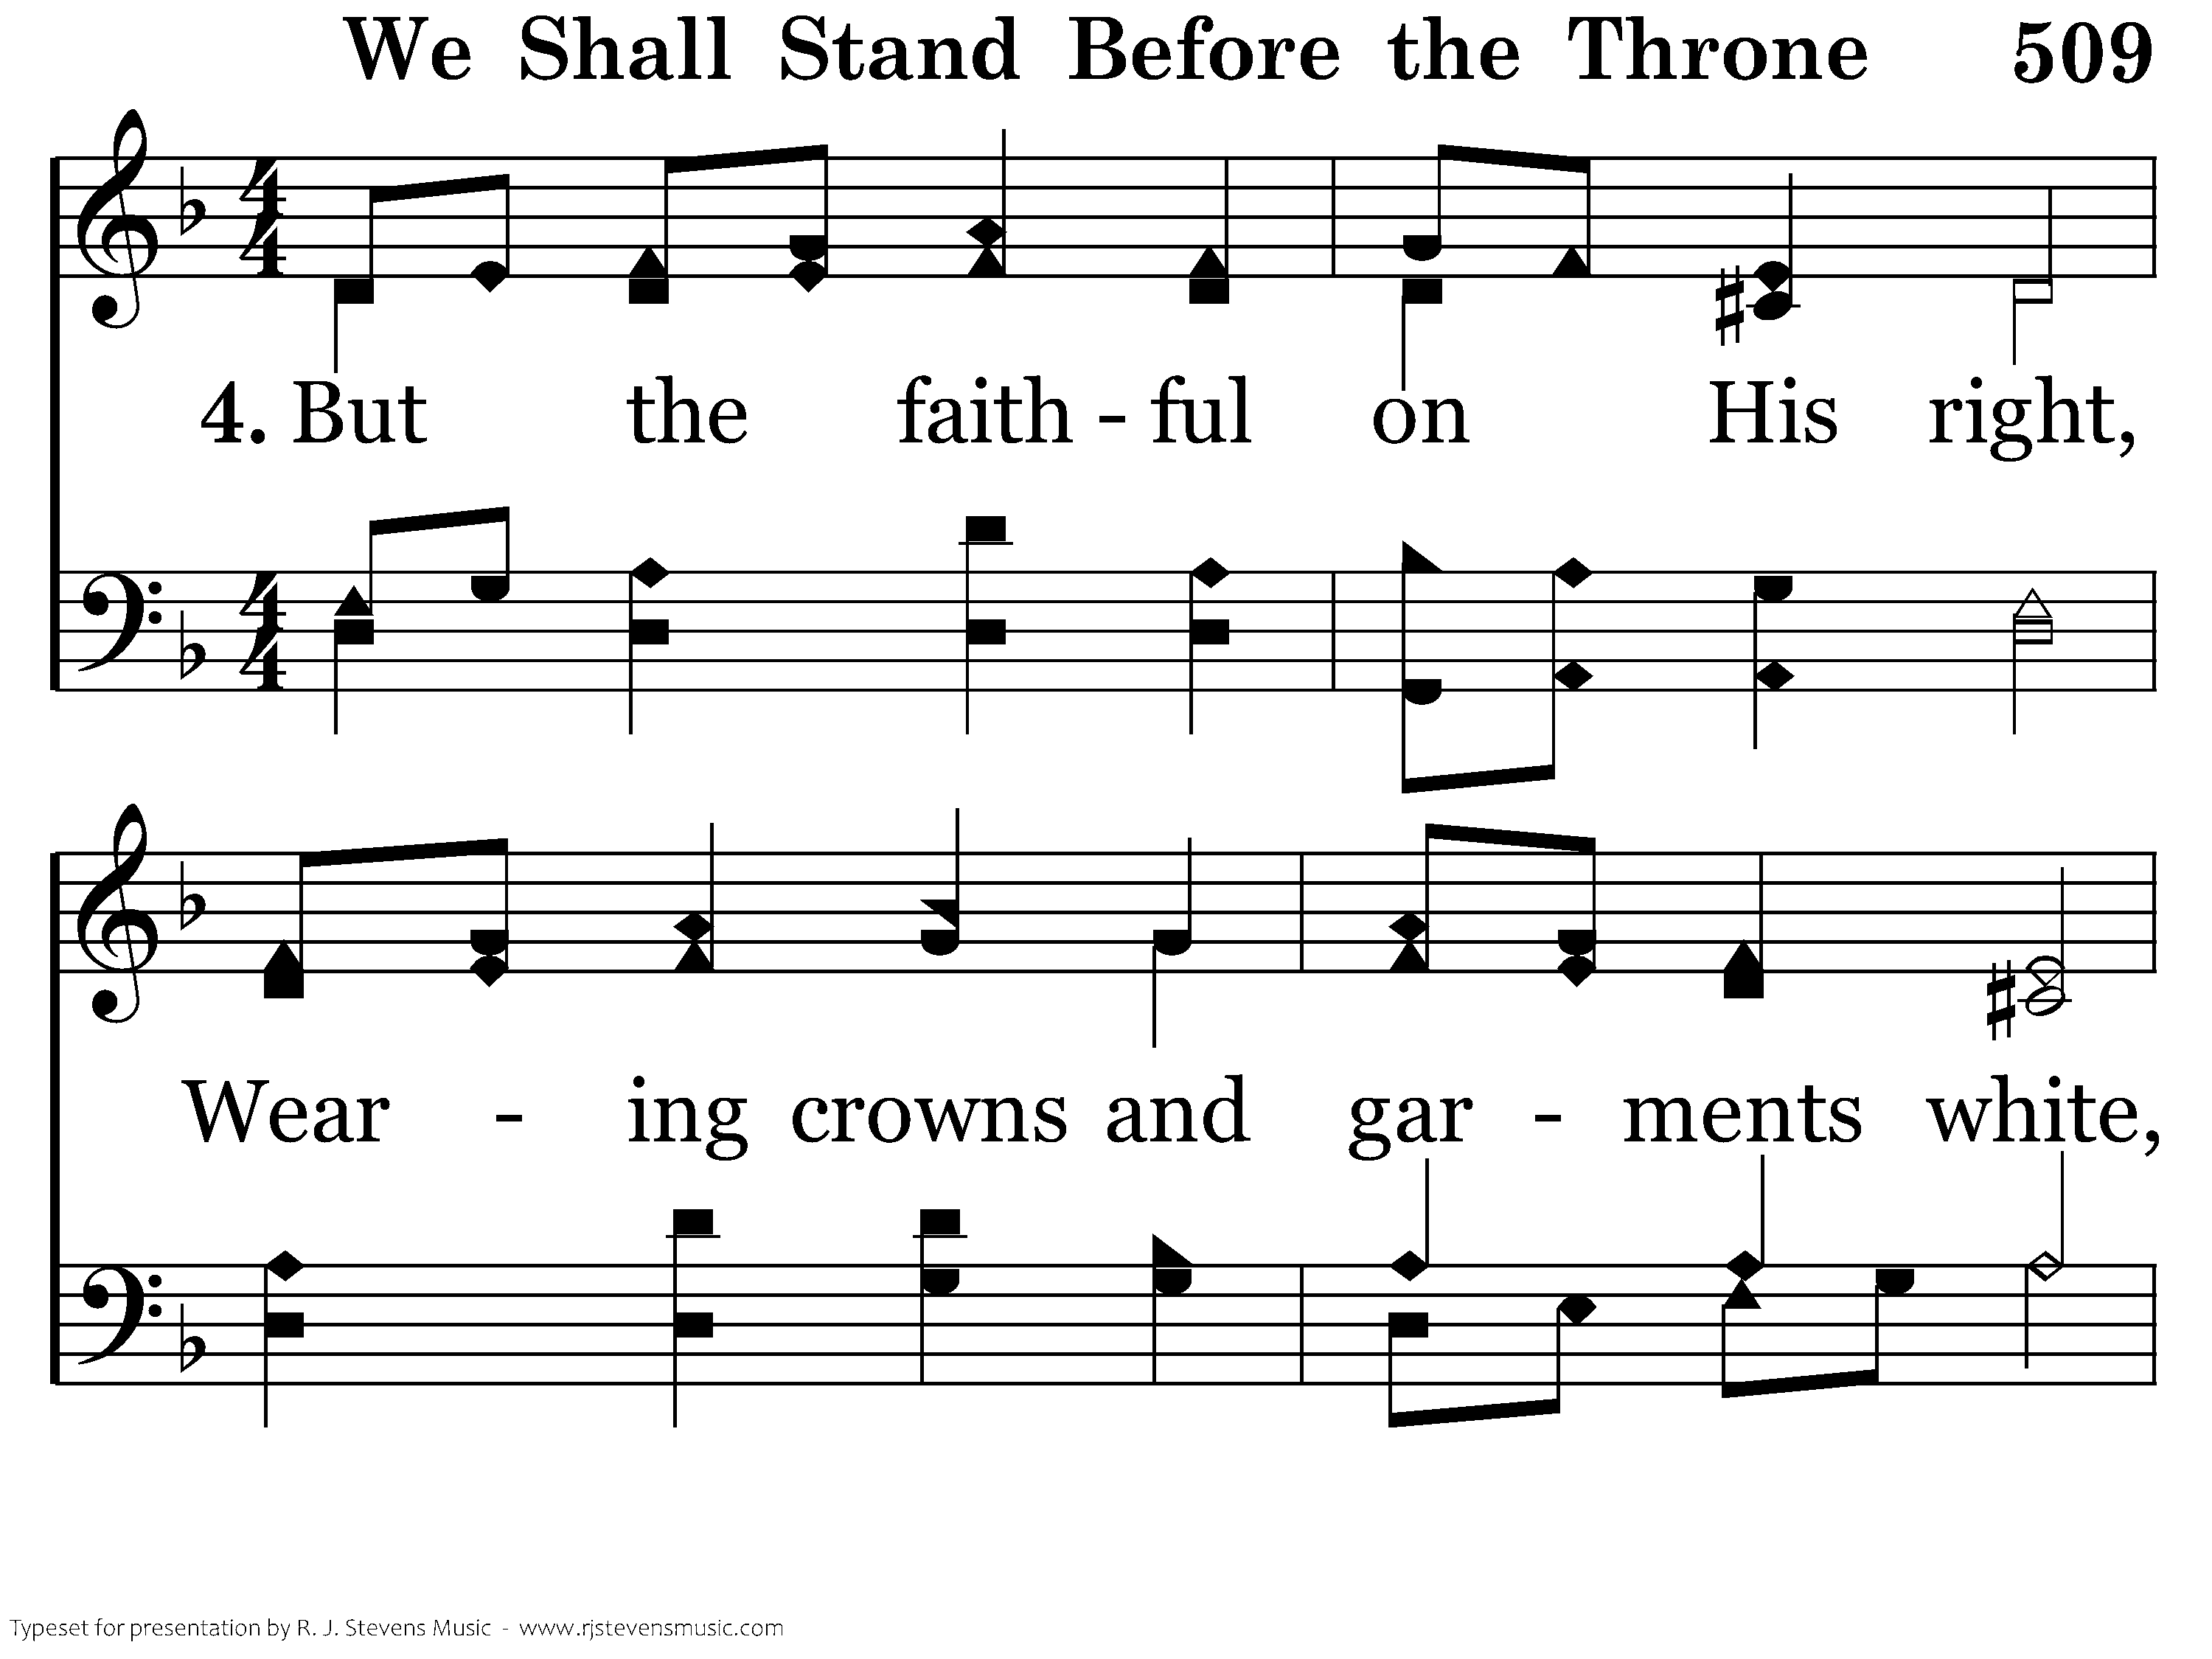 We Shall Stand Before the Throne 509
4. But the faith - ful on His right,
Wear - ing crowns and gar - ments white,
Typeset for presentation by R. J. Stevens Music - www.rjstevensmusic.com